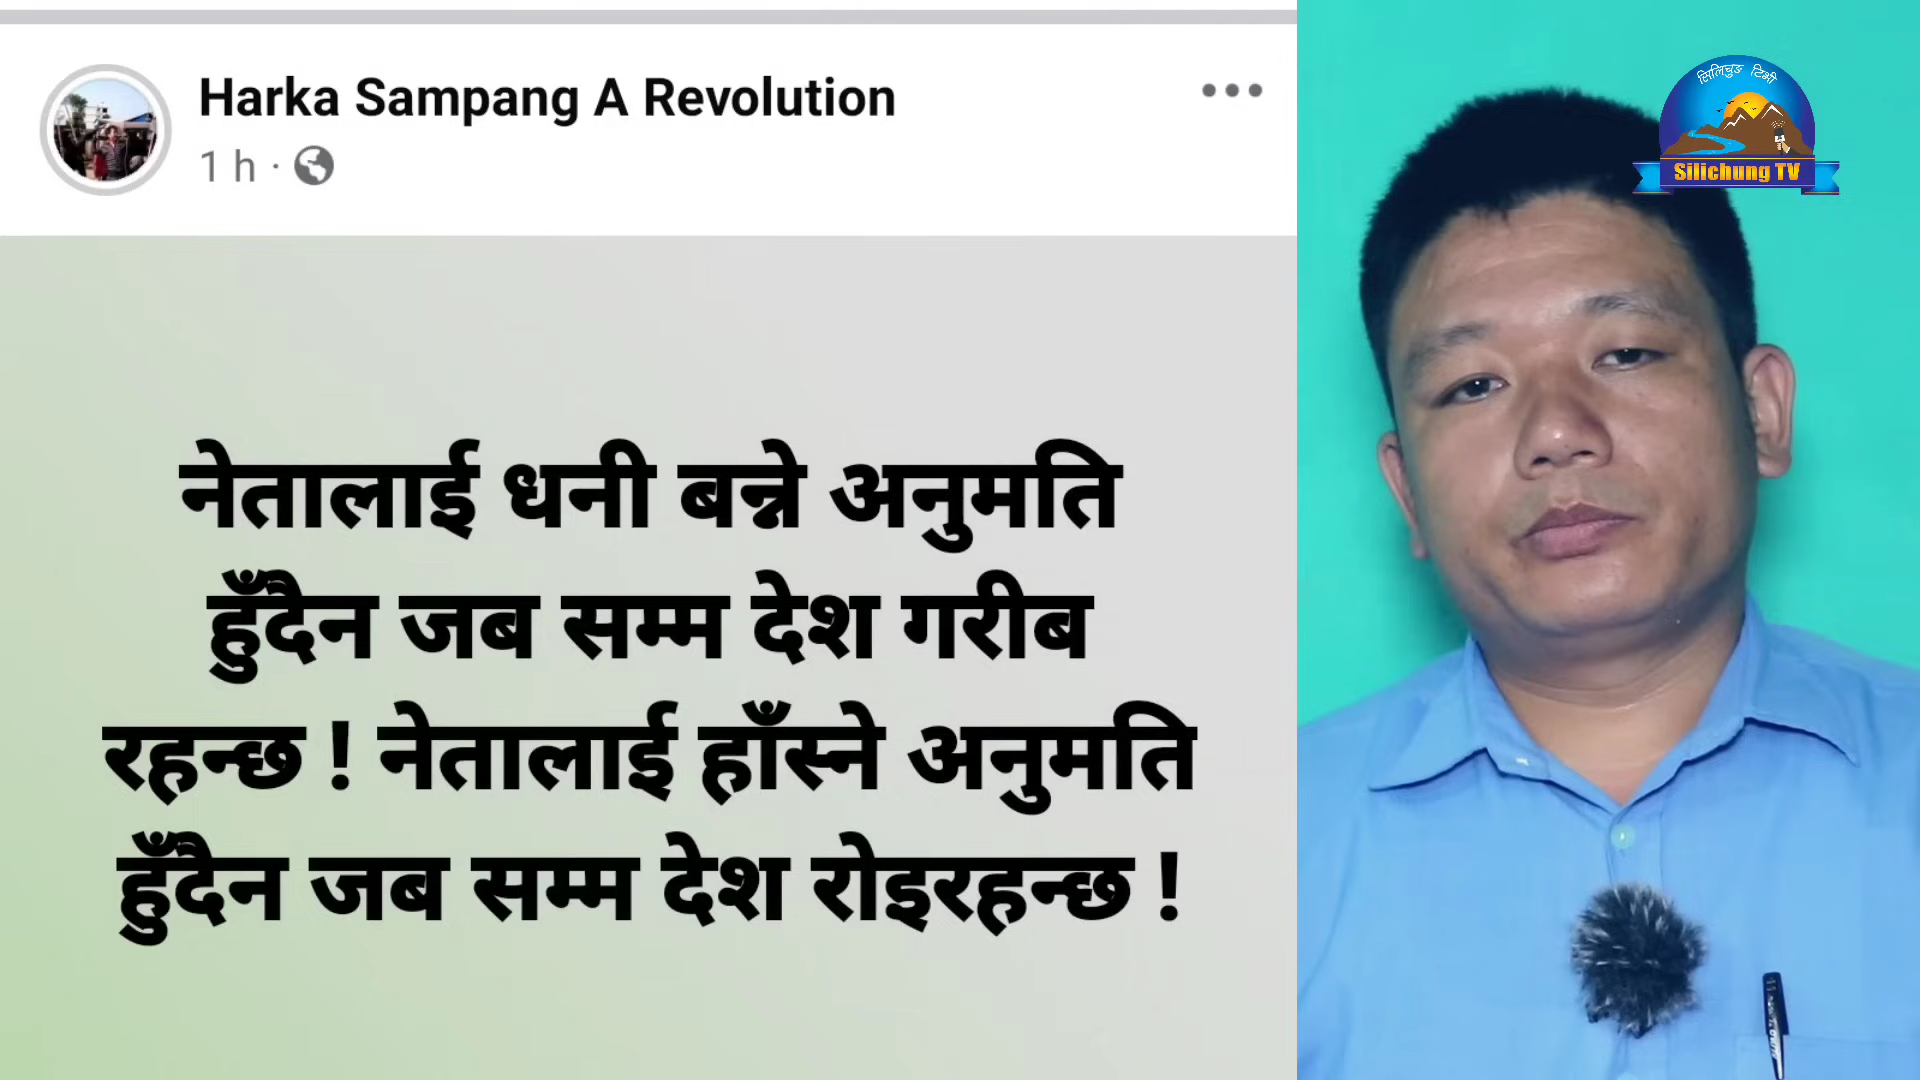 Harka Sampang A Revolution
1 h ·
नेतालाई धनी बन्ने अनुमति
हुँदैन जब सम्म देश गरीब
रहन्छ ! नेतालाई हाँस्ने अनुमति
हुँदैन जब सम्म देश रोइरहन्छ !
सिलिचुङ टिभी
Silichung TV